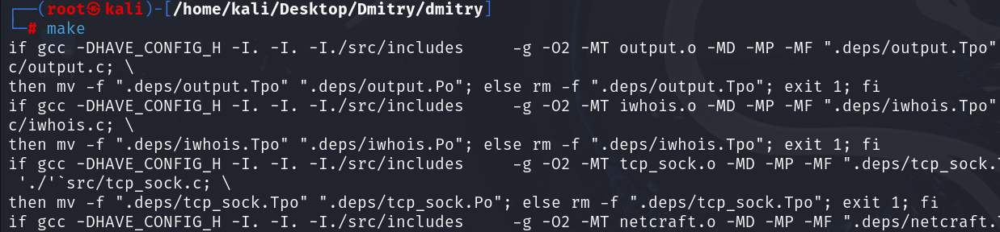 ┌──(root㉿kali)-[/home/kali/Desktop/Dmitry/dmitry]
└─# make
if gcc -DHAVE_CONFIG_H -I. -I. -I./src/includes     -g -O2 -MT output.o -MD -MP -MF ".deps/output.Tpo"
c/output.c; \
then mv -f ".deps/output.Tpo" ".deps/output.Po"; else rm -f ".deps/output.Tpo"; exit 1; fi
if gcc -DHAVE_CONFIG_H -I. -I. -I./src/includes     -g -O2 -MT iwhois.o -MD -MP -MF ".deps/iwhois.Tpo"
c/iwhois.c; \
then mv -f ".deps/iwhois.Tpo" ".deps/iwhois.Po"; else rm -f ".deps/iwhois.Tpo"; exit 1; fi
if gcc -DHAVE_CONFIG_H -I. -I. -I./src/includes     -g -O2 -MT tcp_sock.o -MD -MP -MF ".deps/tcp_sock.T
 './'`src/tcp_sock.c; \
then mv -f ".deps/tcp_sock.Tpo" ".deps/tcp_sock.Po"; else rm -f ".deps/tcp_sock.Tpo"; exit 1; fi
if gcc -DHAVE_CONFIG_H -I. -I. -I./src/includes     -g -O2 -MT netcraft.o -MD -MP -MF ".deps/netcraft.T